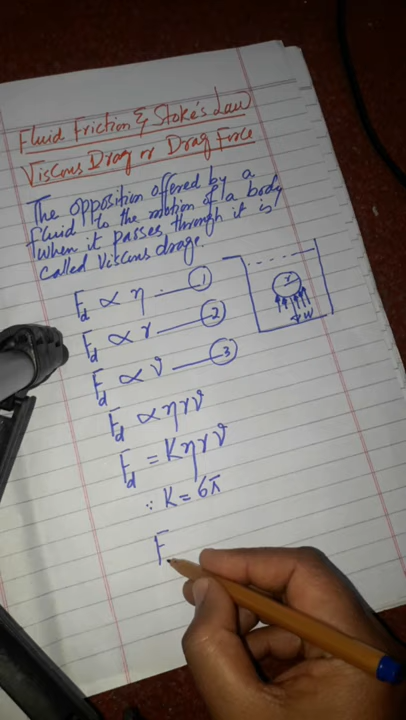 Fluid Friction & Stoke's Law
Viscous Drag or Drag Force
The opposition offered by a
fluid to the motion of a body
when it passes through it is
called Viscous drage.
Fd ∝ η — 1
Fd ∝ r — 2
Fd ∝ v — 3
Fd ∝ ηrv
Fd = Kηrv
∵ K = 6π
F
r
W